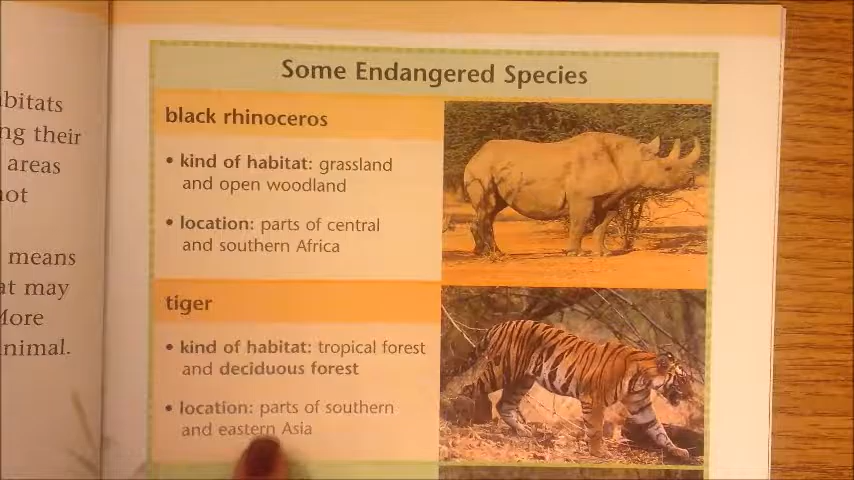 bitats
ng their
areas
not
means
at may
More
nimal.
Some Endangered Species
black rhinoceros
• kind of habitat: grassland
and open woodland
• location: parts of central
and southern Africa
tiger
• kind of habitat: tropical forest
and deciduous forest
• location: parts of southern
and eastern Asia